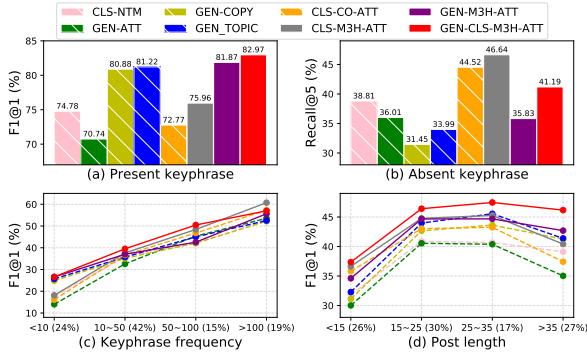 CLS-NTM GEN-COPY CLS-CO-ATT GEN-M3H-ATT
GEN-ATT GEN_TOPIC CLS-M3H-ATT GEN-CLS-M3H-ATT
F1@1 (%)
85
80
75
70
74.78
70.74
80.88
81.22
72.77
75.96
81.87
82.97
(a) Present keyphrase
Recall@5 (%)
45
40
35
30
38.81
36.01
31.45
33.99
44.52
46.64
35.83
41.19
(b) Absent keyphrase
F1@1 (%)
60
50
40
30
20
10
<10 (24%) 10~50 (42%) 50~100 (15%) >100 (19%)
(c) Keyphrase frequency
F1@1 (%)
45
40
35
30
<15 (26%) 15~25 (30%) 25~35 (17%) >35 (27%)
(d) Post length